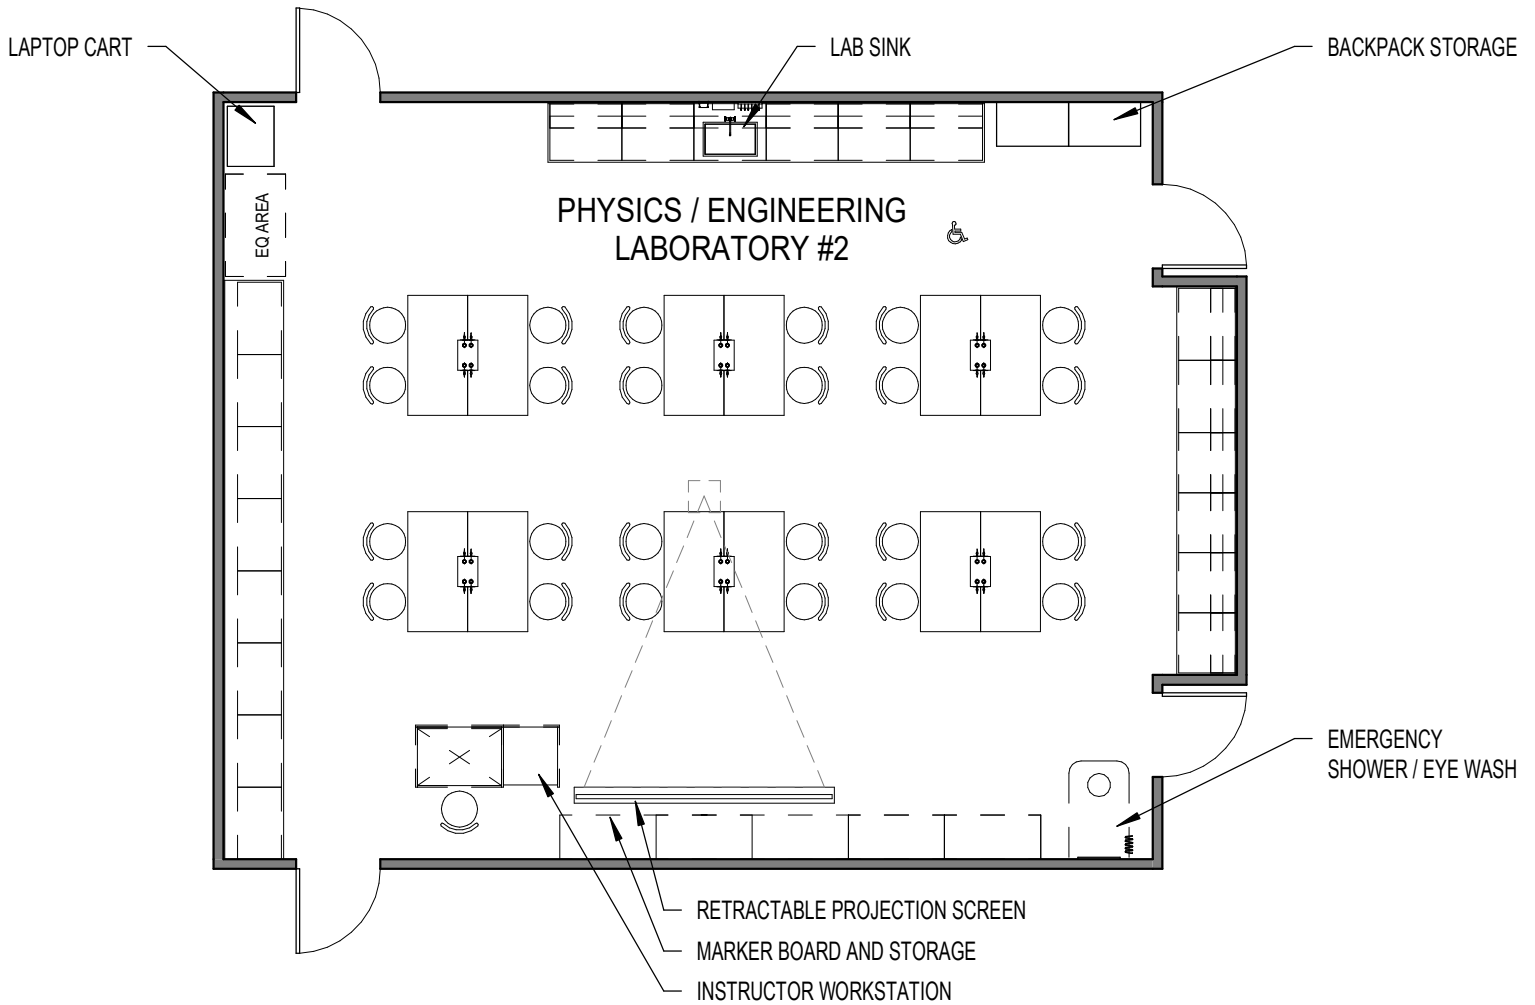 LAPTOP CART
LAB SINK
BACKPACK STORAGE
EQ AREA
PHYSICS / ENGINEERING
LABORATORY #2
EMERGENCY
SHOWER / EYE WASH
RETRACTABLE PROJECTION SCREEN
MARKER BOARD AND STORAGE
INSTRUCTOR WORKSTATION